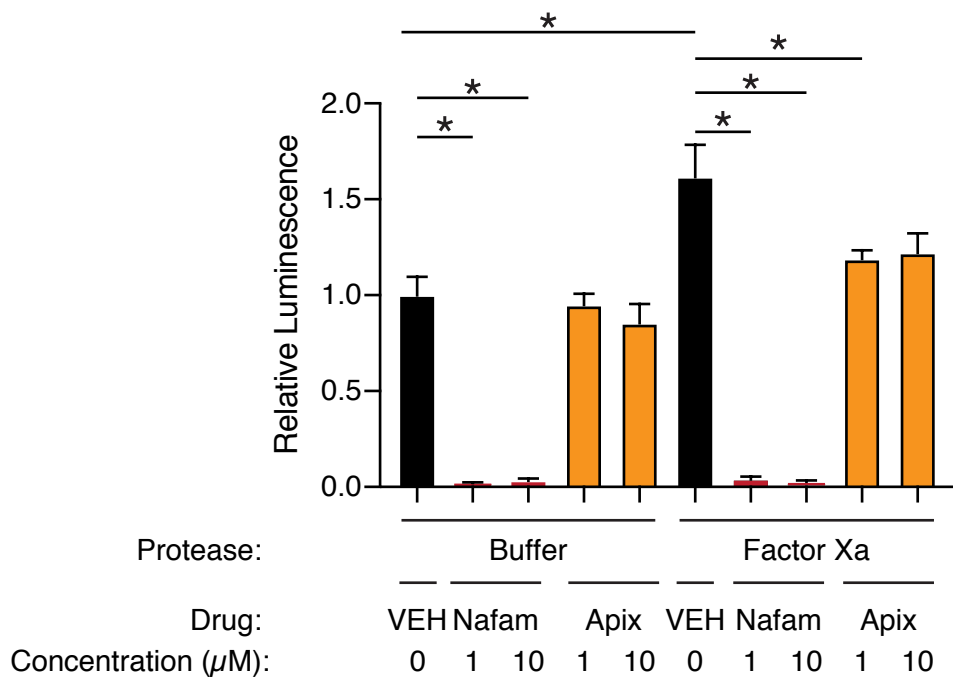 *
*
*
*
*
*
2.0
1.5
1.0
0.5
0.0
Relative Luminescence
Protease: Buffer Factor Xa
Drug: VEH Nafam Apix VEH Nafam Apix
Concentration (µM): 0 1 10 1 10 0 1 10 1 10